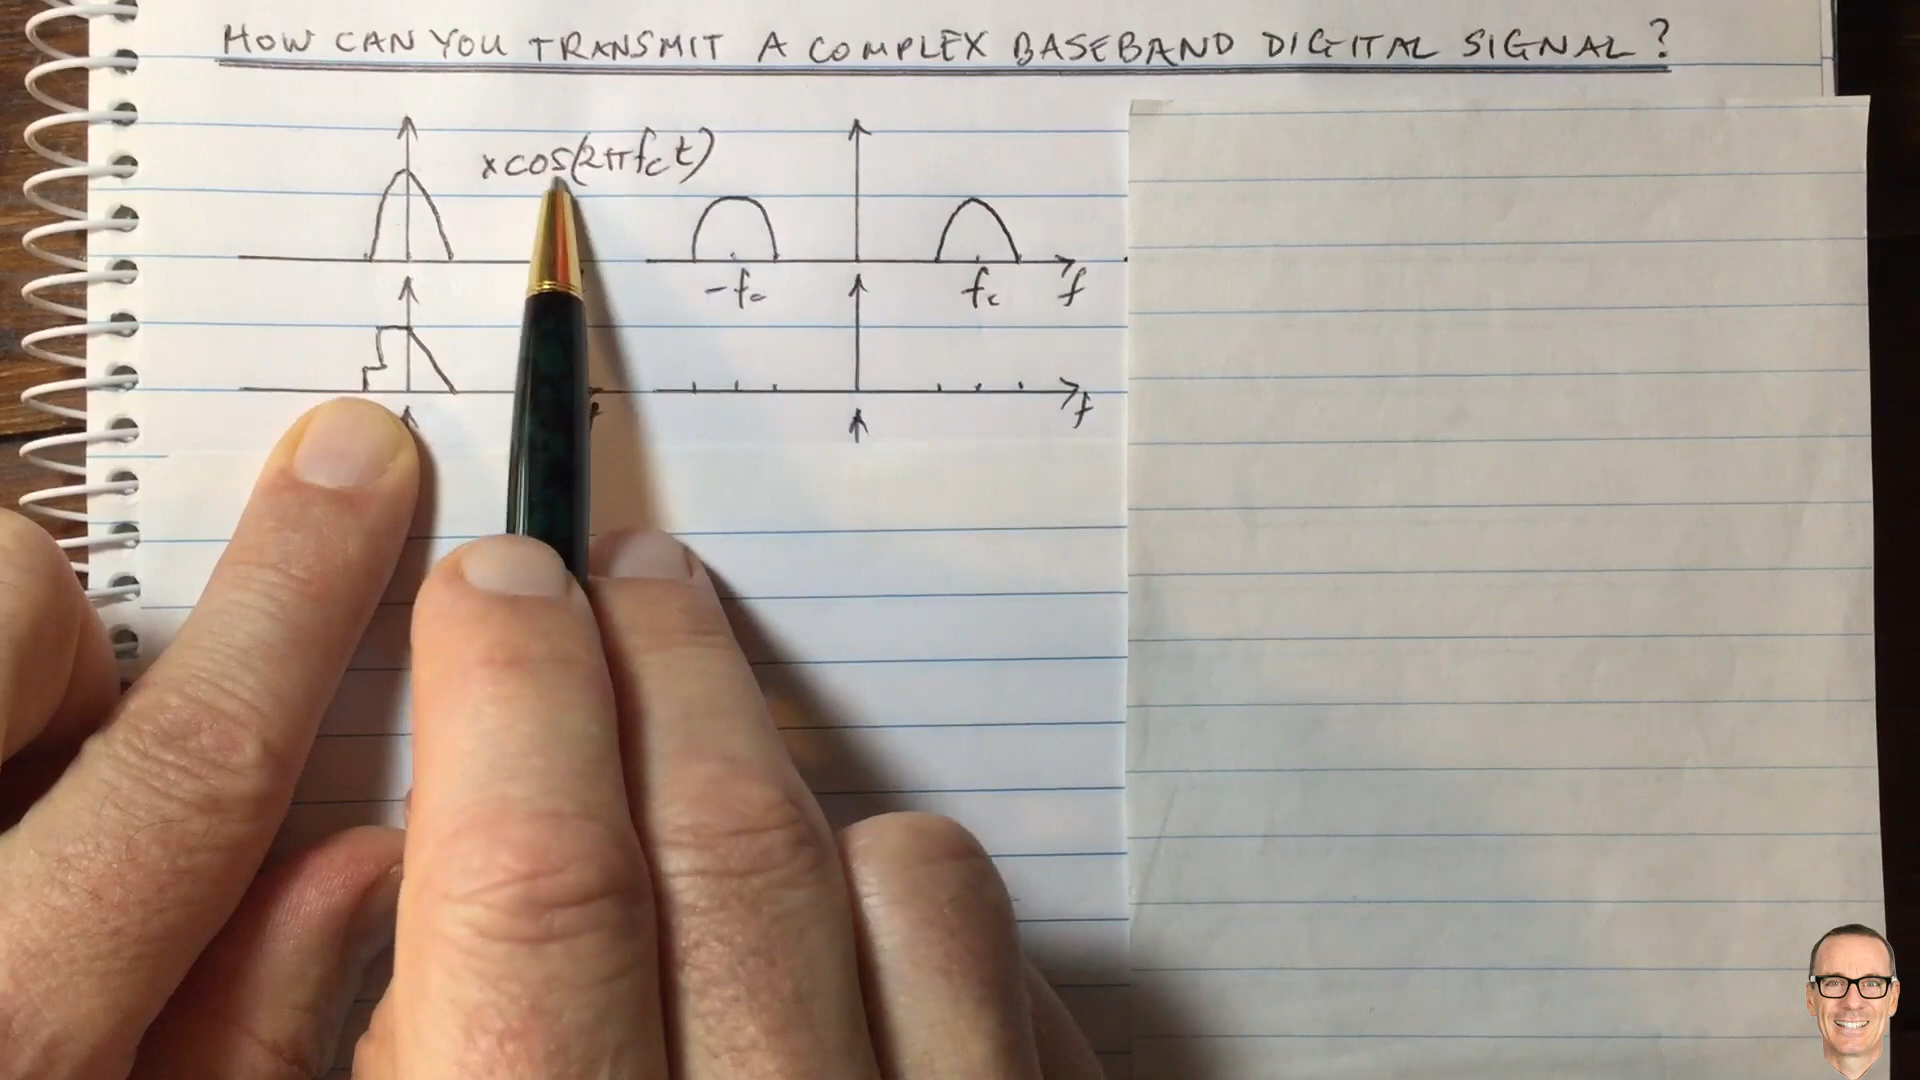 HOW CAN YOU TRANSMIT A COMPLEX BASEBAND DIGITAL SIGNAL?
x cos(2πfct)
-fc
fc
f
f
f